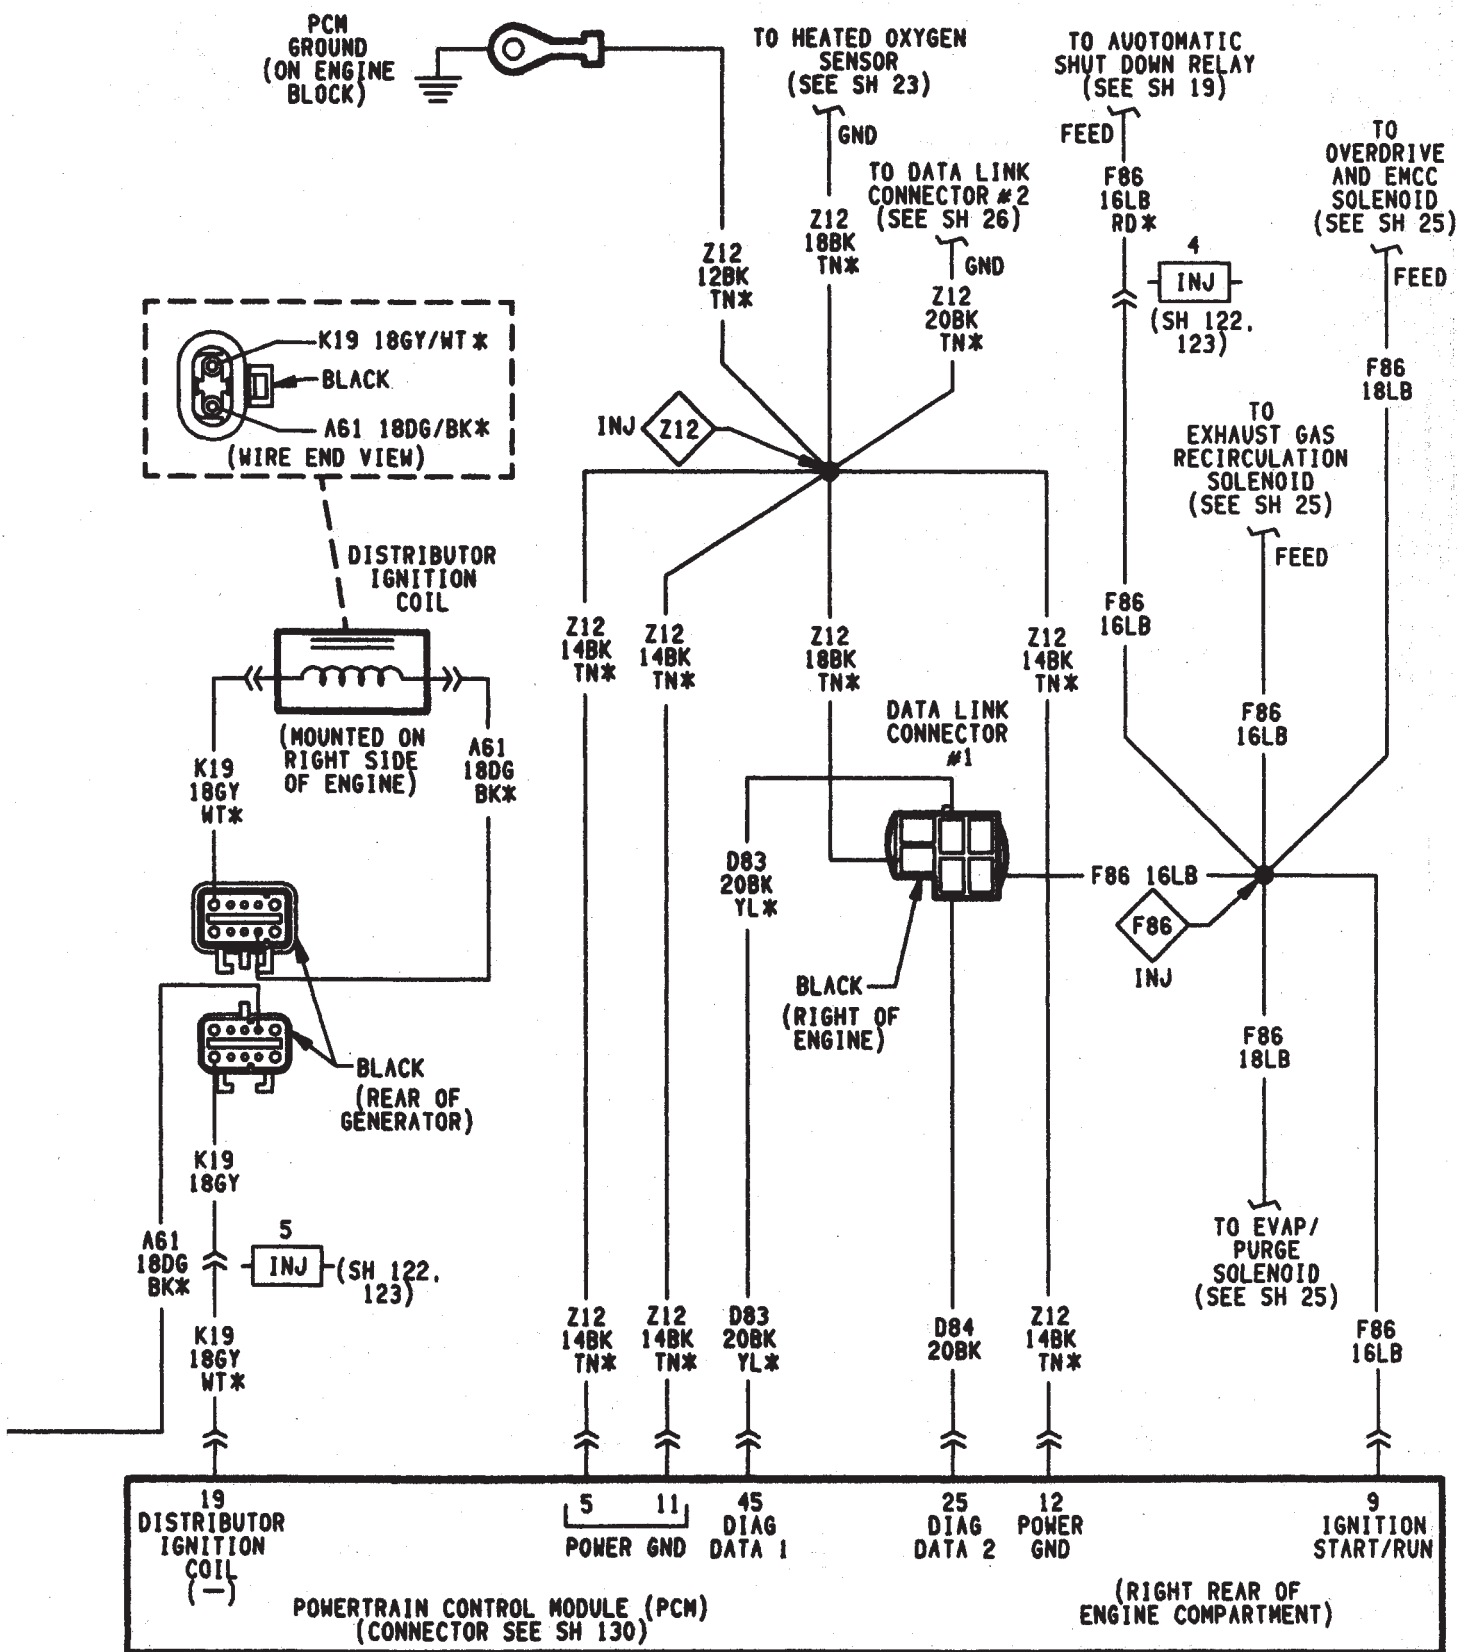 PCM
GROUND
(ON ENGINE
BLOCK)
TO HEATED OXYGEN
SENSOR
(SEE SH 23)
GND
TO AUOTOMATIC
SHUT DOWN RELAY
(SEE SH 19)
FEED
TO
OVERDRIVE
AND EMCC
SOLENOID
(SEE SH 25)
FEED
TO DATA LINK
CONNECTOR #2
(SEE SH 26)
GND
F86
16LB
RD*
Z12
12BK
TN*
Z12
18BK
TN*
Z12
20BK
TN*
4
INJ
(SH 122,
123)
K19 18GY/WT*
BLACK
A61 18DG/BK*
(WIRE END VIEW)
INJ
Z12
F86
18LB
TO
EXHAUST GAS
RECIRCULATION
SOLENOID
(SEE SH 25)
FEED
DISTRIBUTOR
IGNITION
COIL
Z12
14BK
TN*
Z12
14BK
TN*
Z12
18BK
TN*
Z12
14BK
TN*
F86
16LB
F86
16LB
(MOUNTED ON
RIGHT SIDE
OF ENGINE)
K19
18GY
WT*
A61
18DG
BK*
DATA LINK
CONNECTOR
#1
D83
20BK
YL*
F86 16LB
F86
INJ
BLACK
(RIGHT OF
ENGINE)
BLACK
(REAR OF
GENERATOR)
F86
18LB
K19
18GY
A61
18DG
BK*
5
INJ
(SH 122,
123)
TO EVAP/
PURGE
SOLENOID
(SEE SH 25)
K19
18GY
WT*
Z12
14BK
TN*
Z12
14BK
TN*
D83
20BK
YL*
D84
20BK
Z12
14BK
TN*
F86
16LB
19
DISTRIBUTOR
IGNITION
COIL
(-)
5
11
POWER GND
45
DIAG
DATA 1
25
DIAG
DATA 2
12
POWER
GND
9
IGNITION
START/RUN
POWERTRAIN CONTROL MODULE (PCM)
(CONNECTOR SEE SH 130)
(RIGHT REAR OF
ENGINE COMPARTMENT)